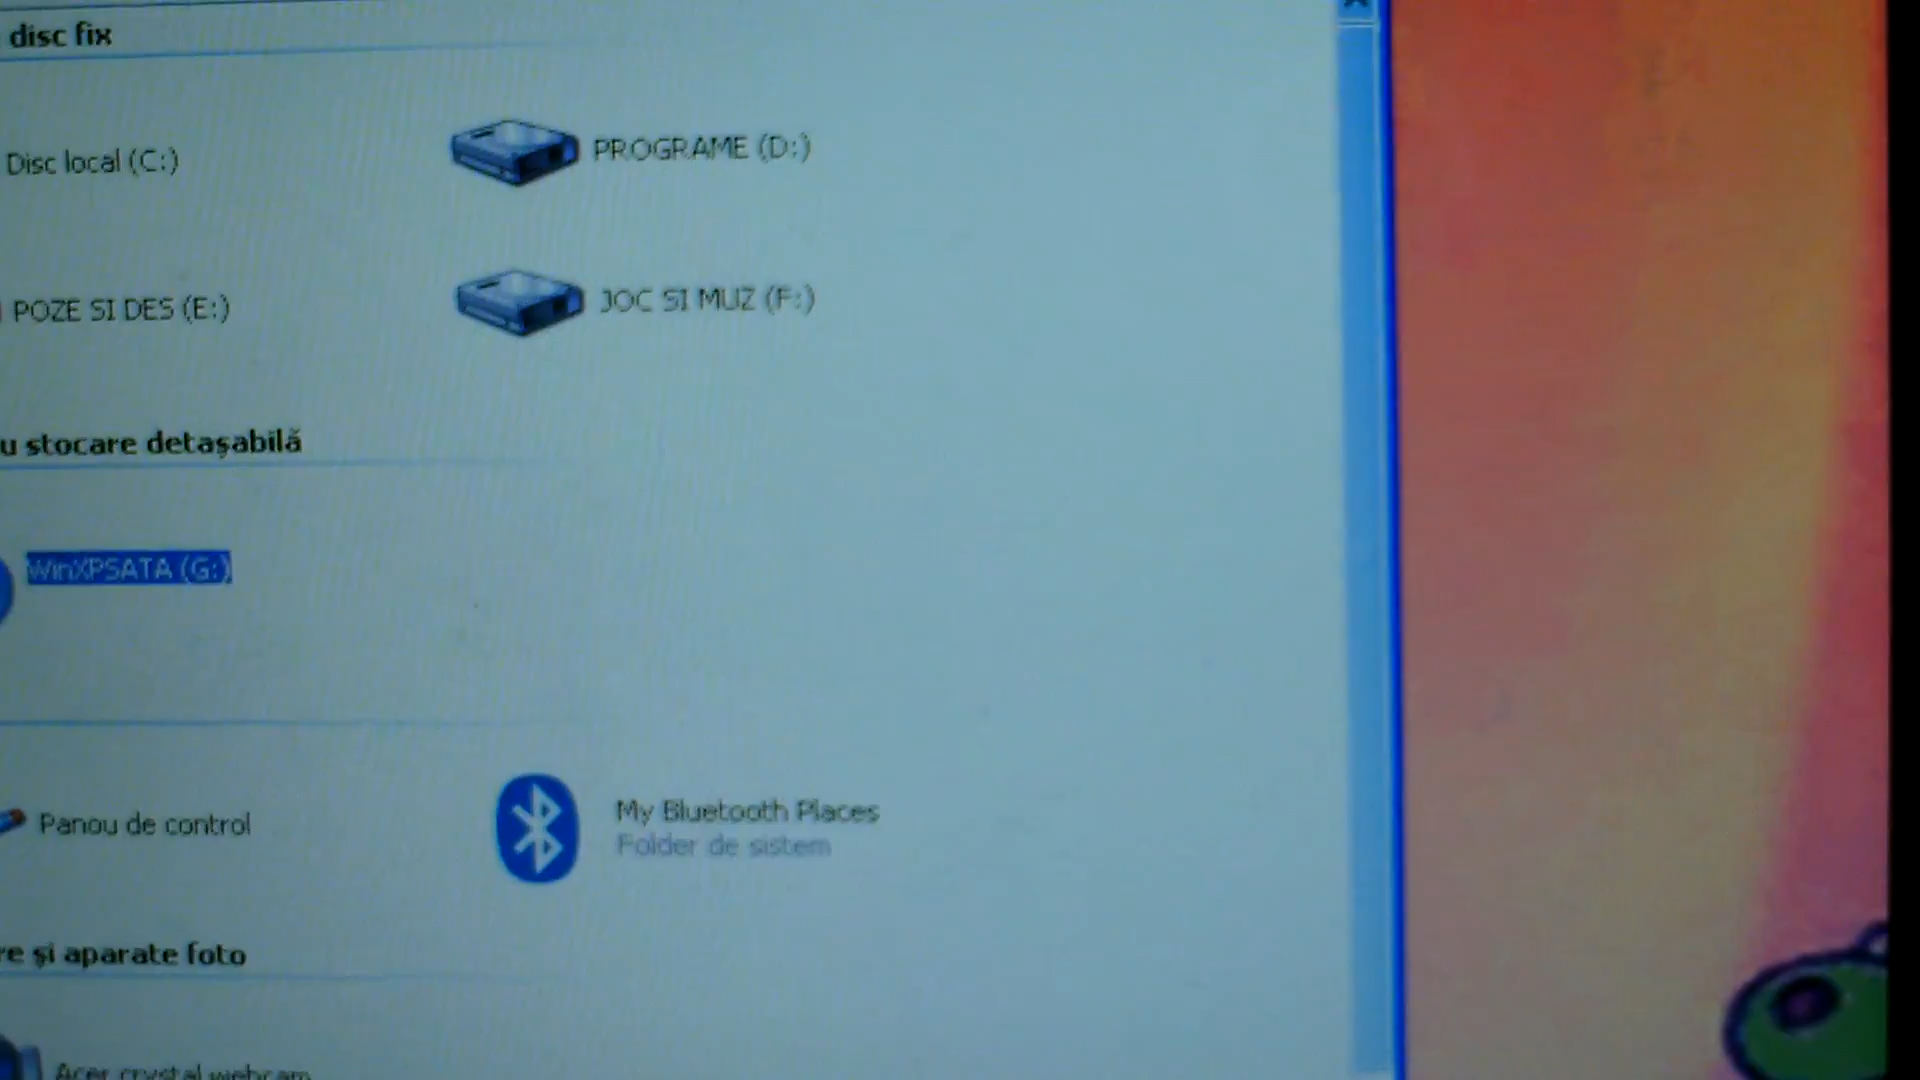 disc fix
Disc local (C:)
PROGRAME (D:)
POZE SI DES (E:)
JOC SI MUZ (F:)
u stocare detaşabilă
WinXPSATA (G:)
Panou de control
My Bluetooth Places
Folder de sistem
re şi aparate foto
Acer crystal webcam